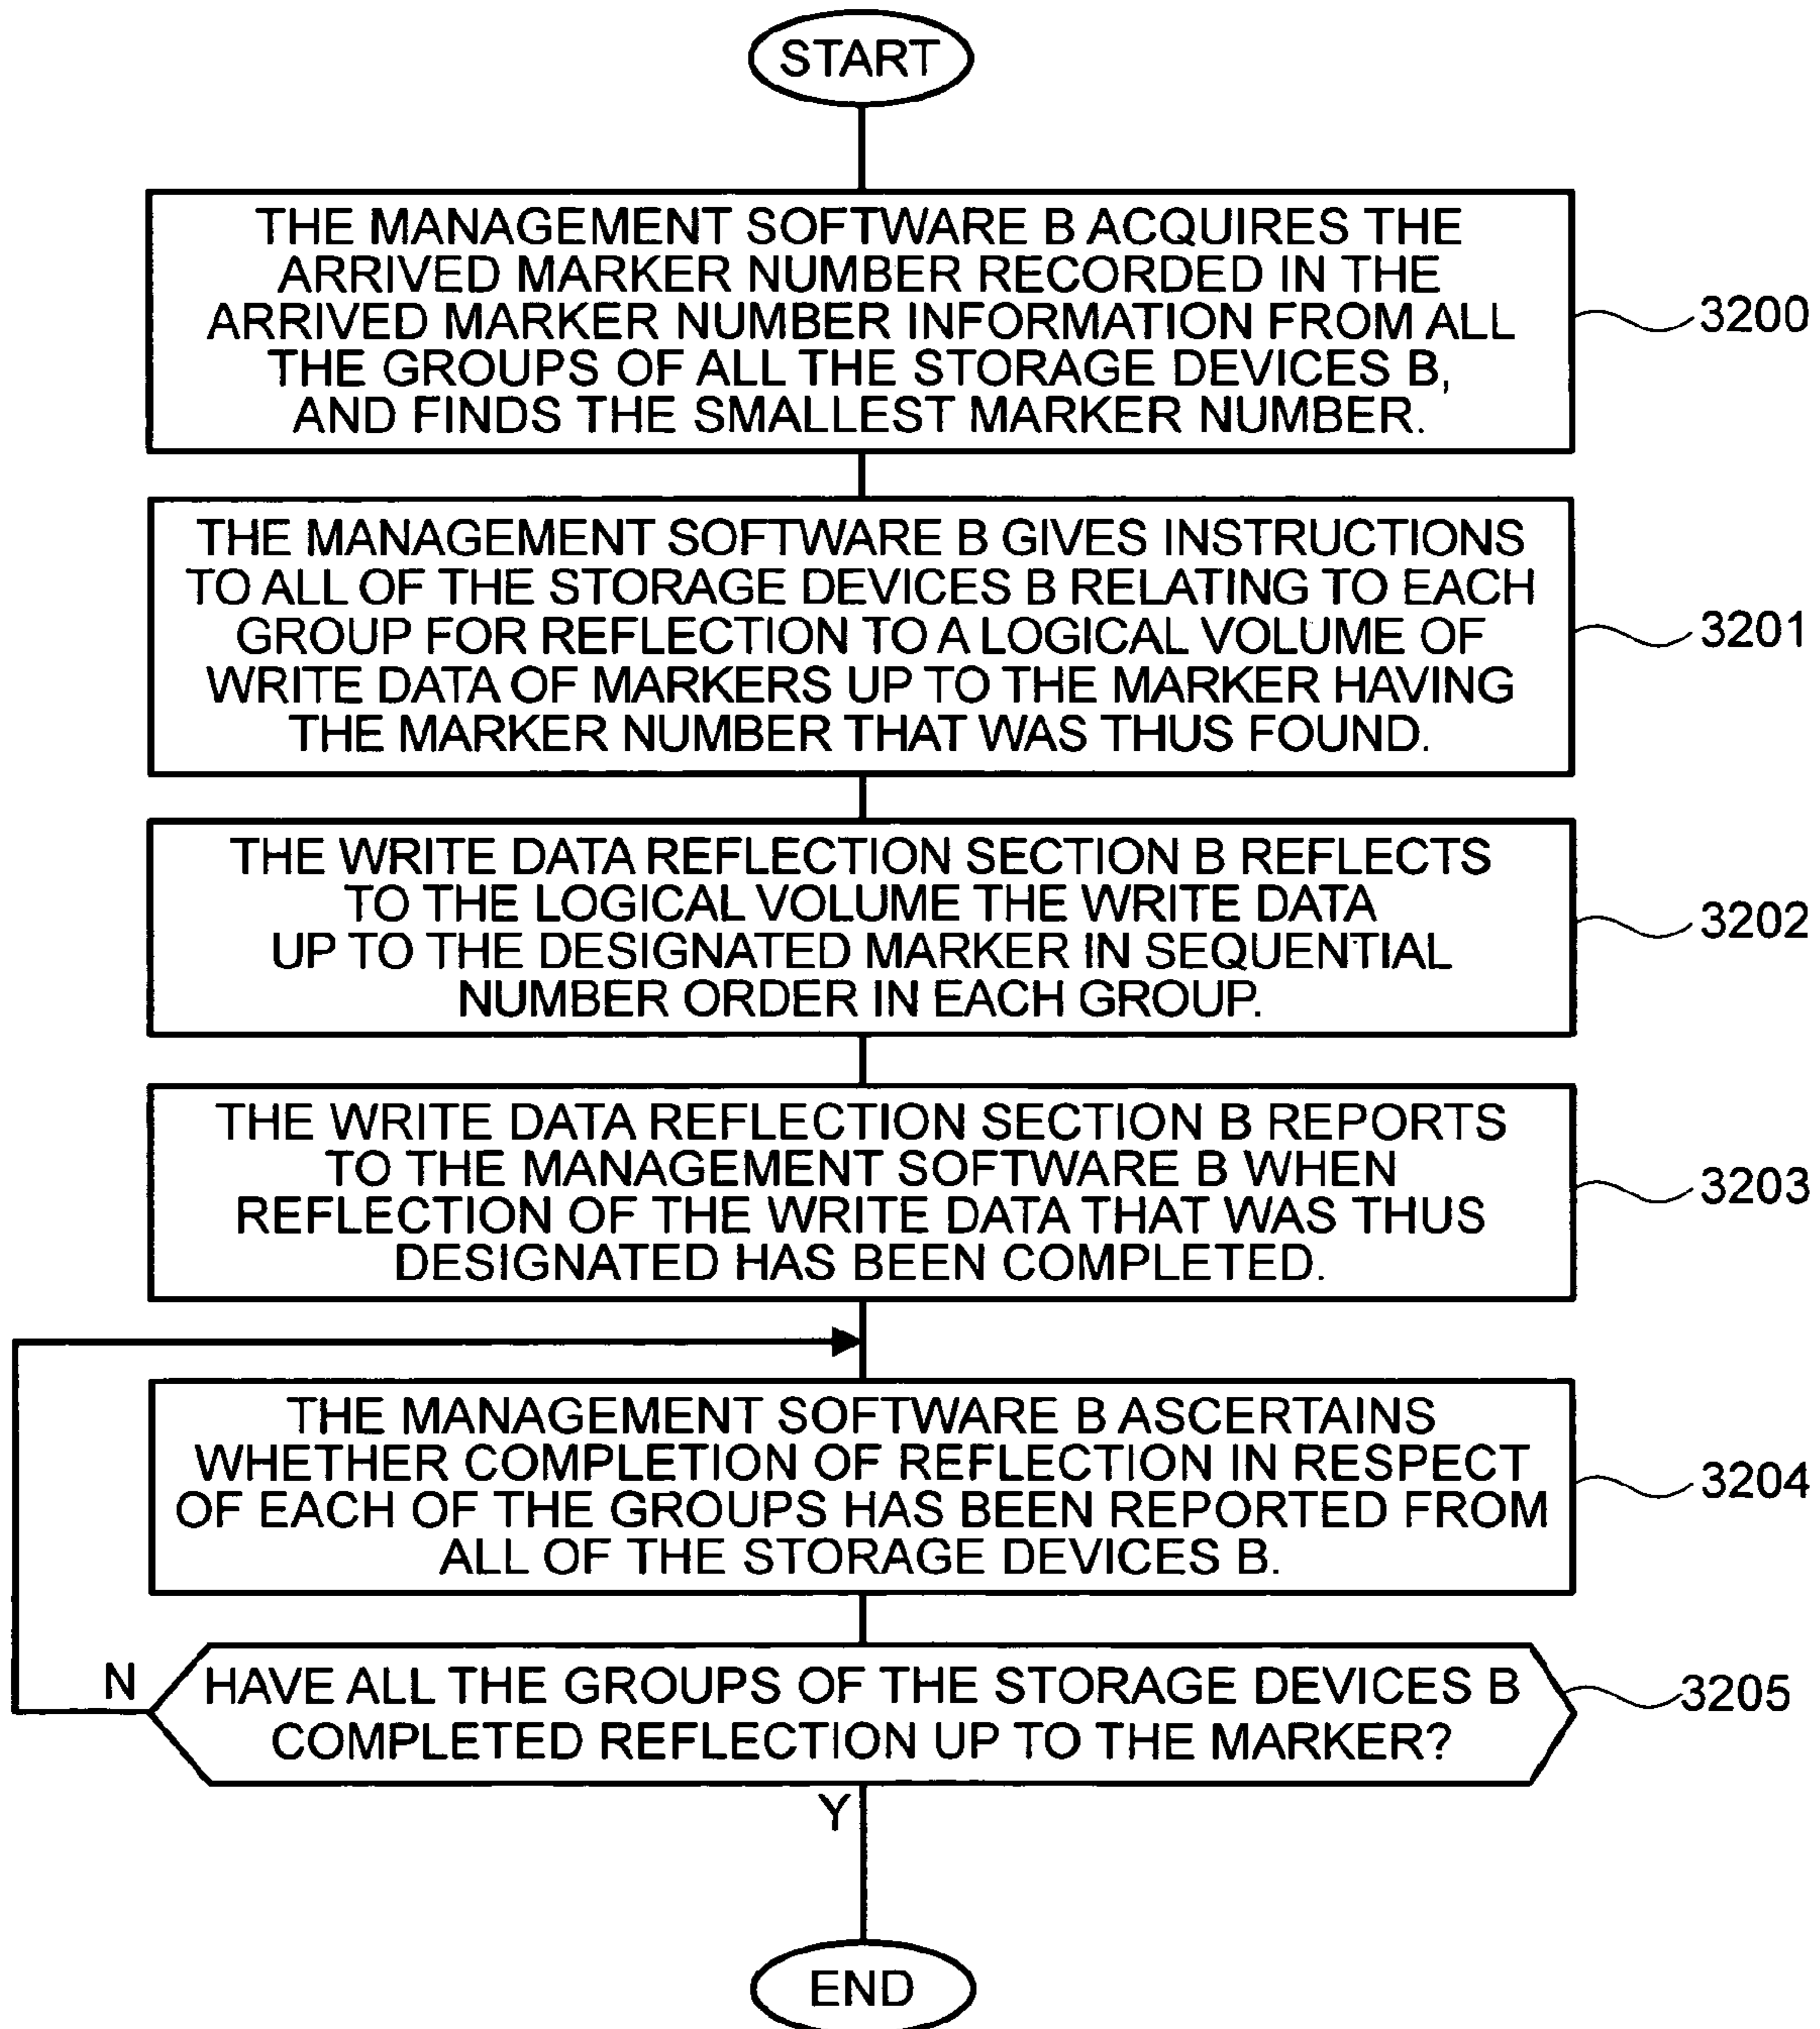 START
THE MANAGEMENT SOFTWARE B ACQUIRES THE
ARRIVED MARKER NUMBER RECORDED IN THE
ARRIVED MARKER NUMBER INFORMATION FROM ALL
THE GROUPS OF ALL THE STORAGE DEVICES B,
AND FINDS THE SMALLEST MARKER NUMBER.
3200
THE MANAGEMENT SOFTWARE B GIVES INSTRUCTIONS
TO ALL OF THE STORAGE DEVICES B RELATING TO EACH
GROUP FOR REFLECTION TO A LOGICAL VOLUME OF
WRITE DATA OF MARKERS UP TO THE MARKER HAVING
THE MARKER NUMBER THAT WAS THUS FOUND.
3201
THE WRITE DATA REFLECTION SECTION B REFLECTS
TO THE LOGICAL VOLUME THE WRITE DATA
UP TO THE DESIGNATED MARKER IN SEQUENTIAL
NUMBER ORDER IN EACH GROUP.
3202
THE WRITE DATA REFLECTION SECTION B REPORTS
TO THE MANAGEMENT SOFTWARE B WHEN
REFLECTION OF THE WRITE DATA THAT WAS THUS
DESIGNATED HAS BEEN COMPLETED.
3203
THE MANAGEMENT SOFTWARE B ASCERTAINS
WHETHER COMPLETION OF REFLECTION IN RESPECT
OF EACH OF THE GROUPS HAS BEEN REPORTED FROM
ALL OF THE STORAGE DEVICES B.
3204
N
HAVE ALL THE GROUPS OF THE STORAGE DEVICES B
COMPLETED REFLECTION UP TO THE MARKER?
3205
Y
END